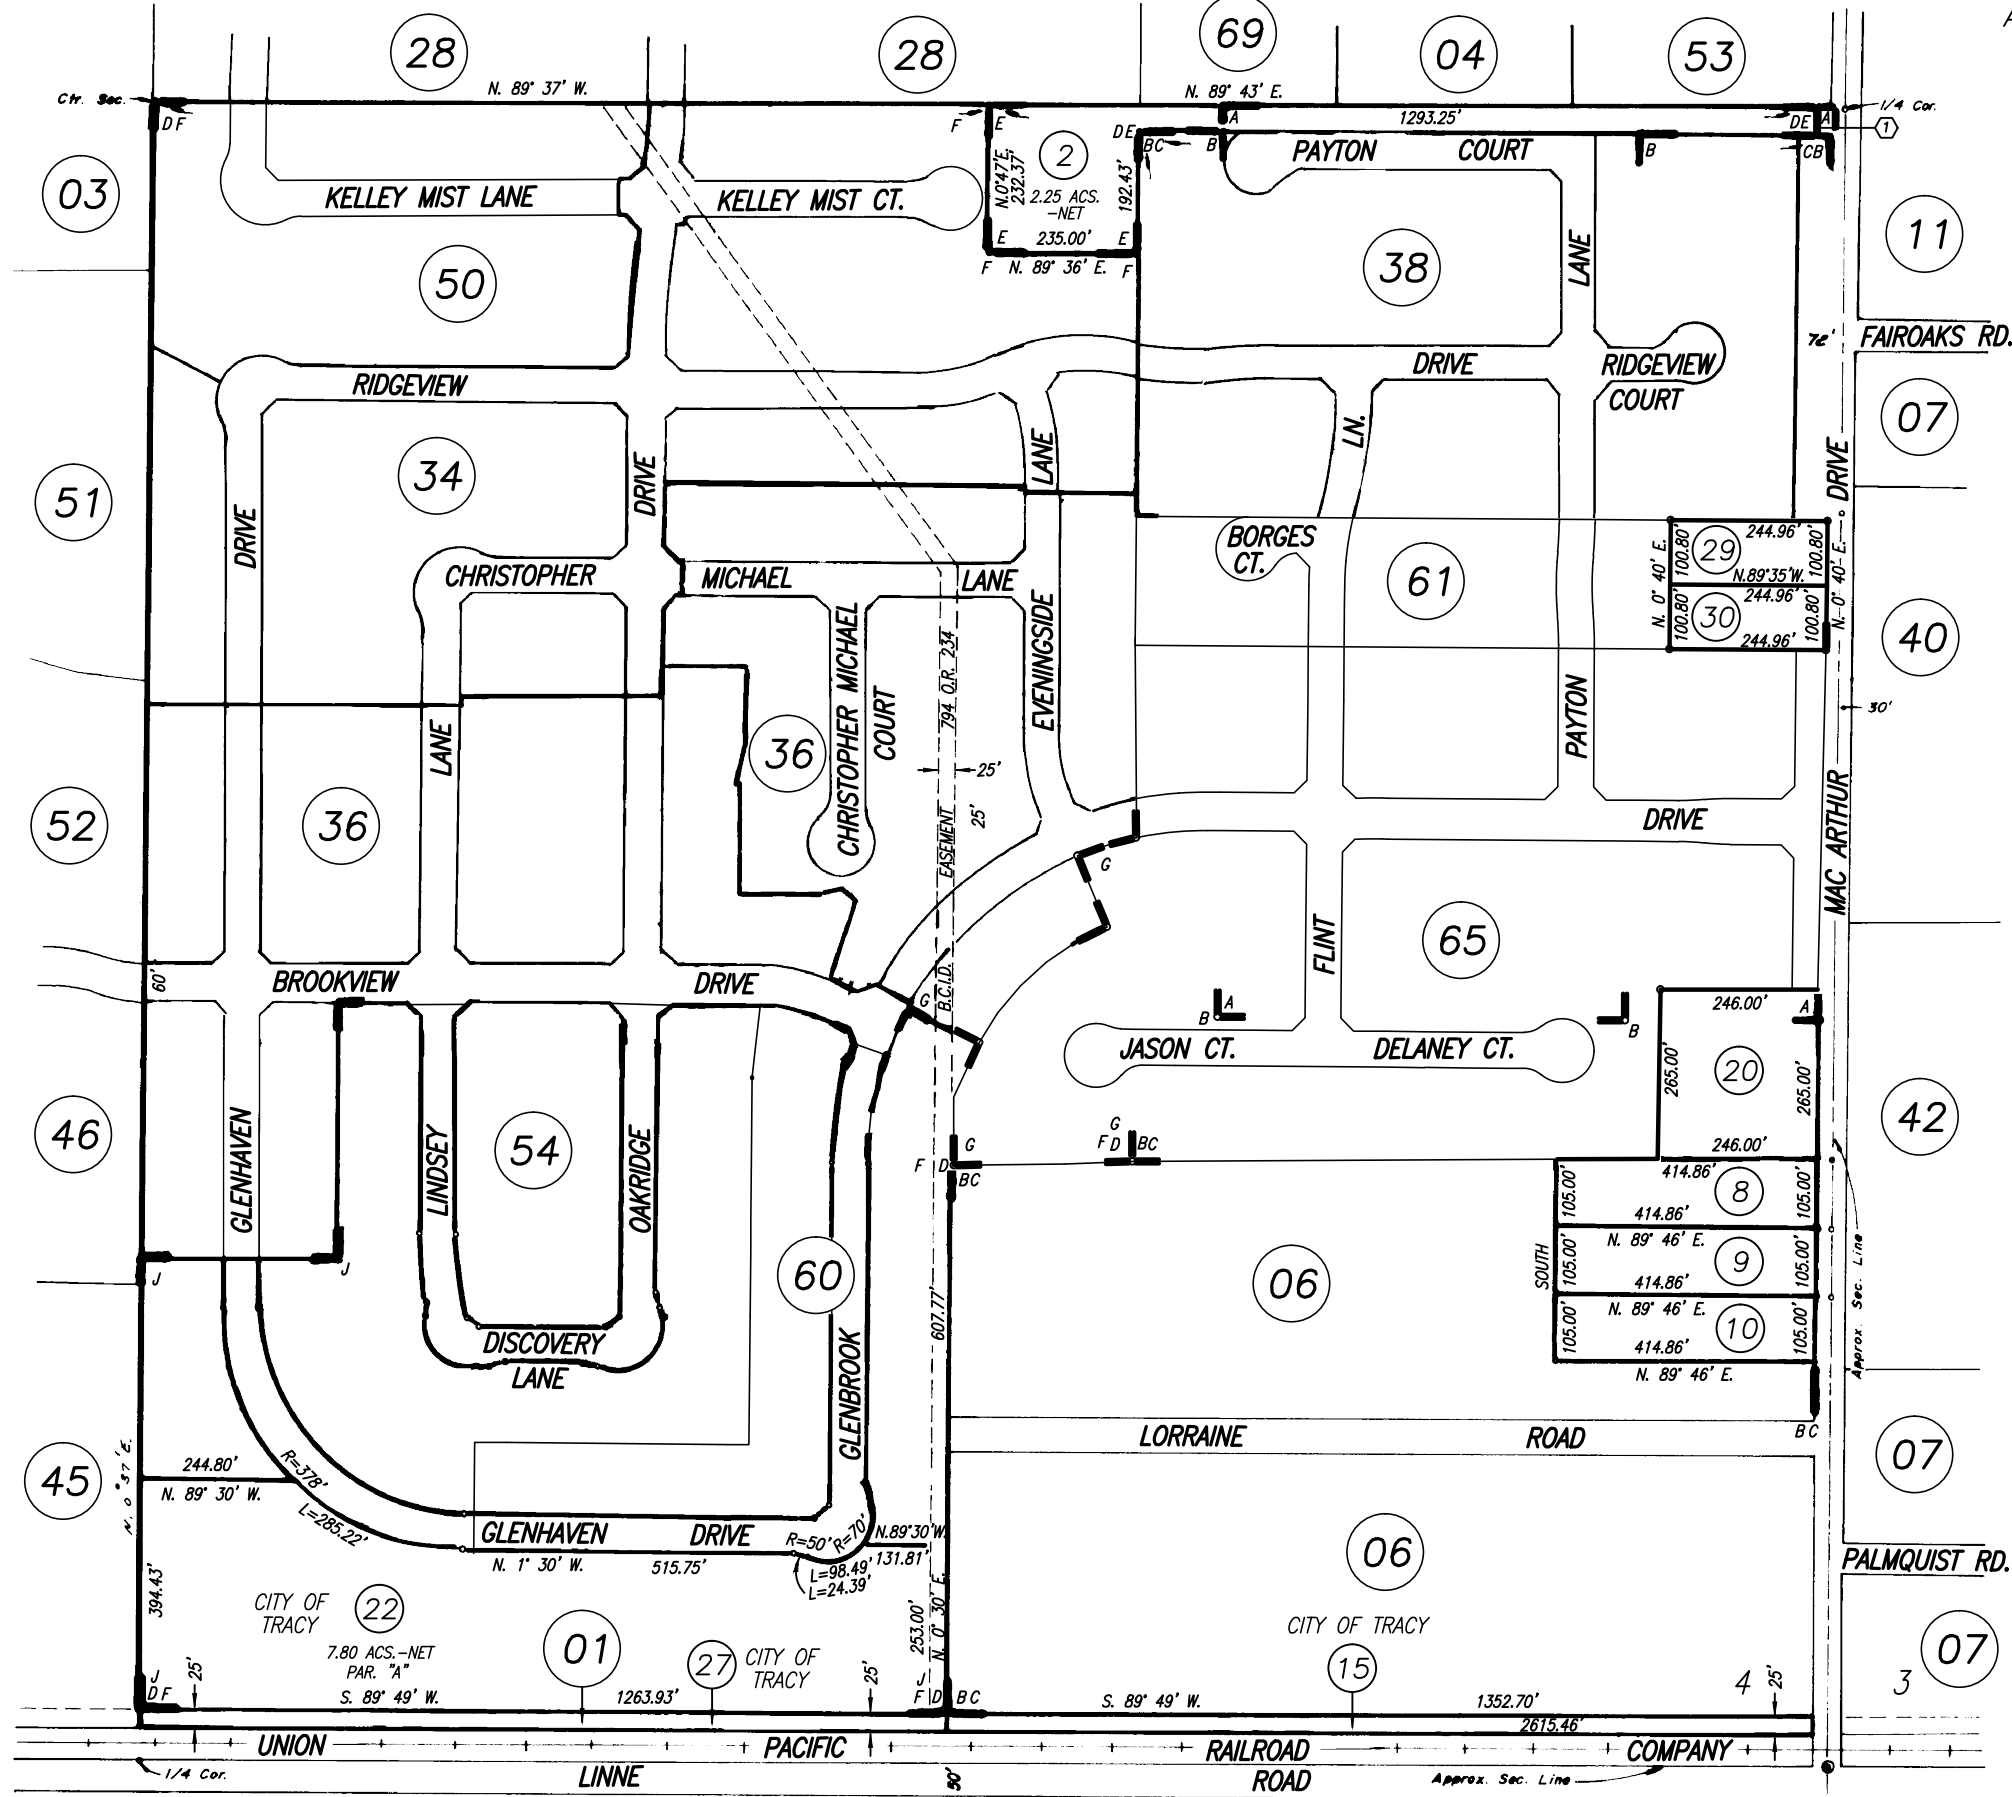 28
28
69
04
53
Ctr. Sec.
N. 89° 37' W.
N. 89° 43' E.
1/4 Cor.
D F
F
E
D E
A
1293.25'
DE
A
1
BC
B
B
CB
03
KELLEY MIST LANE
KELLEY MIST CT.
N.0°47'E.
232.37'
2
2.25 ACS.
-NET
192.43'
E
235.00'
E
F
N. 89° 36' E.
F
PAYTON
COURT
LANE
38
11
50
72'
FAIROAKS RD.
RIDGEVIEW
DRIVE
RIDGEVIEW
COURT
07
34
DRIVE
DRIVE
LANE
LN.
DRIVE
51
CHRISTOPHER
MICHAEL
LANE
BORGES
CT.
61
N. 0° 40' E.
100.80'
29
244.96'
100.80'
N.89°35'W.
N. 0° 40' E.
244.96'
100.80'
30
100.80'
244.96'
40
30'
LANE
36
CHRISTOPHER MICHAEL
COURT
794 O.R. 234
EVENINGSIDE
PAYTON
25'
25'
EASEMENT
52
36
DRIVE
MAC ARTHUR
G
65
FLINT
60'
BROOKVIEW
DRIVE
G
B.C.I.D.
A
B
B
246.00'
A
JASON CT.
DELANEY CT.
265.00'
20
265.00'
246.00'
46
GLENHAVEN
LINDSEY
54
OAKRIDGE
G
F D
BC
G
F D
BC
42
414.86'
105.00'
8
105.00'
414.86'
N. 89° 46' E.
SOUTH
105.00'
9
105.00'
414.86'
N. 89° 46' E.
105.00'
10
105.00'
414.86'
N. 89° 46' E.
Approx. Sec. Line
J
J
60
06
607.77'
DISCOVERY
LANE
GLENBROOK
LORRAINE
ROAD
BC
07
45
N. 0° 37' E.
244.80'
N. 89° 30' W.
R=378'
L=285.22'
GLENHAVEN
DRIVE
N. 1° 30' W.
515.75'
R=50'
R=70'
L=98.49'
L=24.39'
N.89°30'W.
131.81'
06
PALMQUIST RD.
394.43'
CITY OF
TRACY
22
7.80 ACS.-NET
PAR. "A"
01
27
CITY OF
TRACY
253.00'
N. 0° 30' E.
CITY OF TRACY
15
07
4
3
J
D F
25'
S. 89° 49' W.
1263.93'
25'
J
F D
BC
S. 89° 49' W.
1352.70'
25'
2615.46'
UNION
PACIFIC
RAILROAD
COMPANY
1/4 Cor.
LINNE
50'
ROAD
Approx. Sec. Line